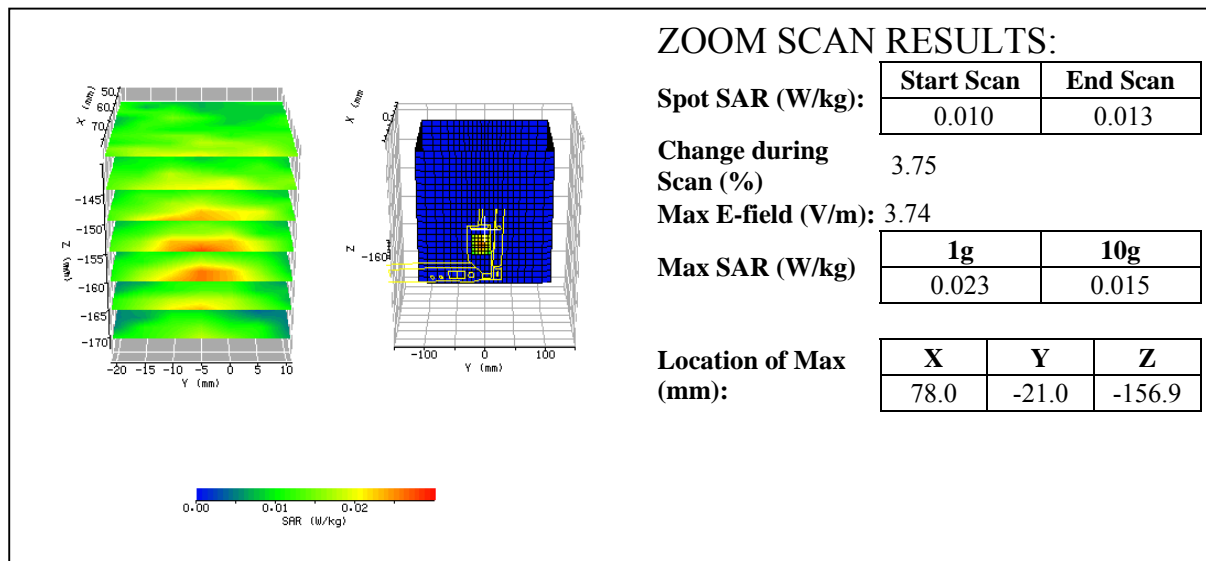 ZOOM SCAN RESULTS:
Spot SAR (W/kg):
Start Scan End Scan
0.010 0.013
Change during
Scan (%)
3.75
Max E-field (V/m): 3.74
Max SAR (W/kg)
1g 10g
0.023 0.015
Location of Max
(mm):
X Y Z
78.0 -21.0 -156.9
X (mm)
50
60
70
-145
-150
-155
-160
-165
-170
Z (mm)
-20 -15 -10 -5 0 5 10
Y (mm)
X (mm
0
Z
-160
-100 0 100
Y (mm)
0.00 0.01 0.02
SAR (W/kg)